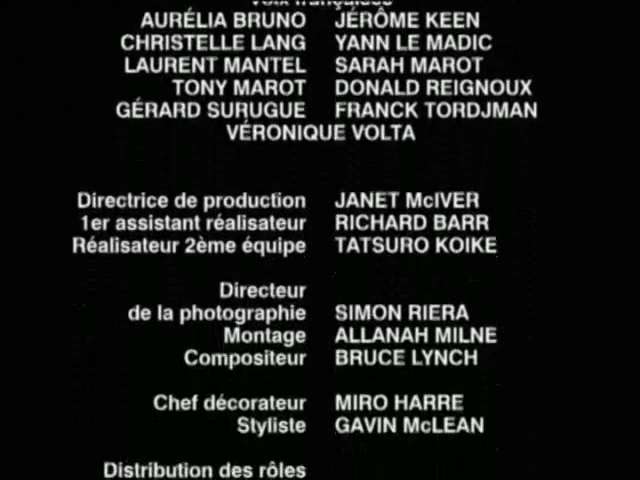 Voix françaises
AURÉLIA BRUNO JÉRÔME KEEN
CHRISTELLE LANG YANN LE MADIC
LAURENT MANTEL SARAH MAROT
TONY MAROT DONALD REIGNOUX
GÉRARD SURUGUE FRANCK TORDJMAN
VÉRONIQUE VOLTA
Directrice de production JANET McIVER
1er assistant réalisateur RICHARD BARR
Réalisateur 2ème équipe TATSURO KOIKE
Directeur
de la photographie SIMON RIERA
Montage ALLANAH MILNE
Compositeur BRUCE LYNCH
Chef décorateur MIRO HARRE
Styliste GAVIN McLEAN
Distribution des rôles